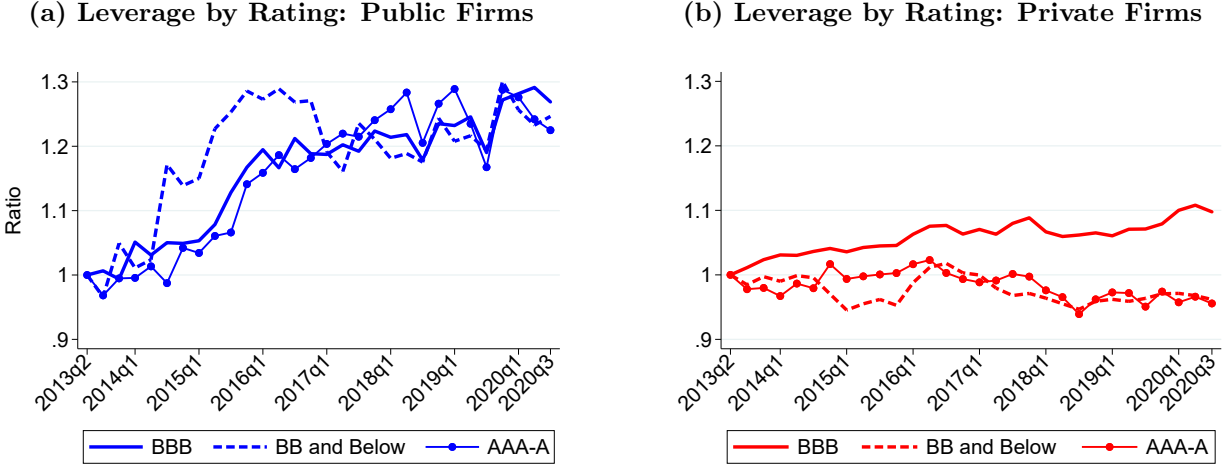 (a) Leverage by Rating: Public Firms
1.3
1.2
1.1
1
.9
Ratio
2013q2
2014q1
2015q1
2016q1
2017q1
2018q1
2019q1
2020q1
2020q3
BBB
BB and Below
AAA-A
(b) Leverage by Rating: Private Firms
1.3
1.2
1.1
1
.9
2013q2
2014q1
2015q1
2016q1
2017q1
2018q1
2019q1
2020q1
2020q3
BBB
BB and Below
AAA-A